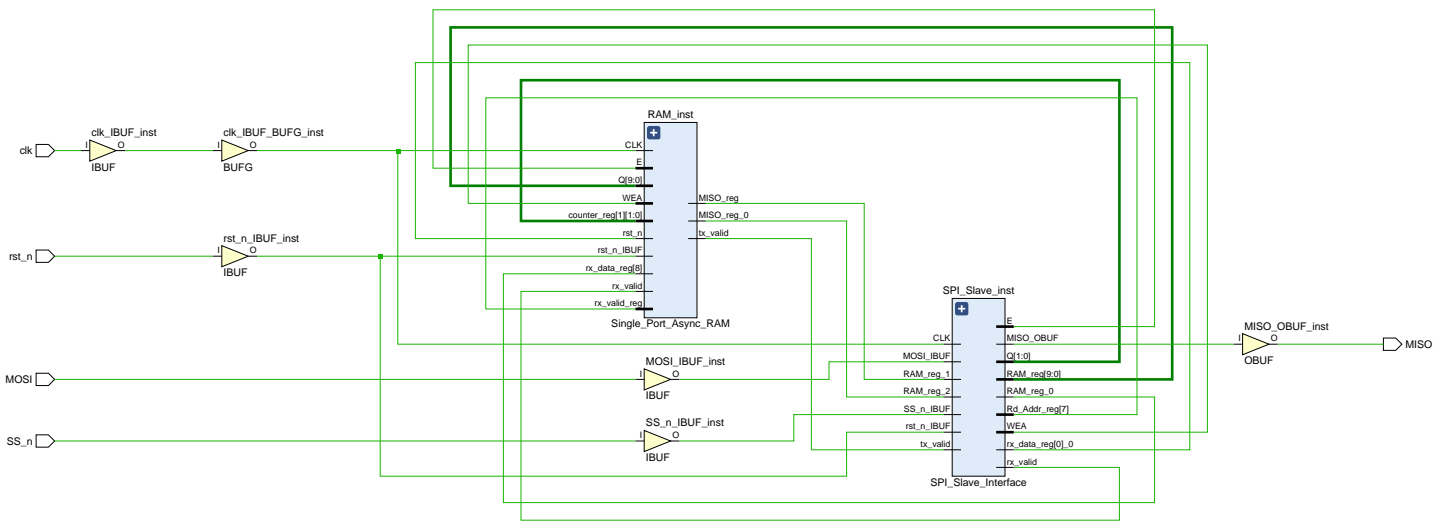 RAM_inst
clk_IBUF_inst
clk_IBUF_BUFG_inst
clk
I
O
IBUF
I
O
BUFG
CLK
E
Q[9:0]
WEA
counter_reg[1][1:0]
rst_n
rst_n_IBUF
rx_data_reg[8]
rx_valid
rx_valid_reg
MISO_reg
MISO_reg_0
tx_valid
Single_Port_Async_RAM
rst_n_IBUF_inst
rst_n
I
O
IBUF
SPI_Slave_inst
CLK
MOSI_IBUF
RAM_reg_1
RAM_reg_2
SS_n_IBUF
rst_n_IBUF
tx_valid
E
MISO_OBUF
Q[1:0]
RAM_reg[9:0]
RAM_reg_0
Rd_Addr_reg[7]
WEA
rx_data_reg[0]_0
rx_valid
SPI_Slave_Interface
MISO_OBUF_inst
I
O
OBUF
MISO
MOSI_IBUF_inst
MOSI
I
O
IBUF
SS_n_IBUF_inst
SS_n
I
O
IBUF